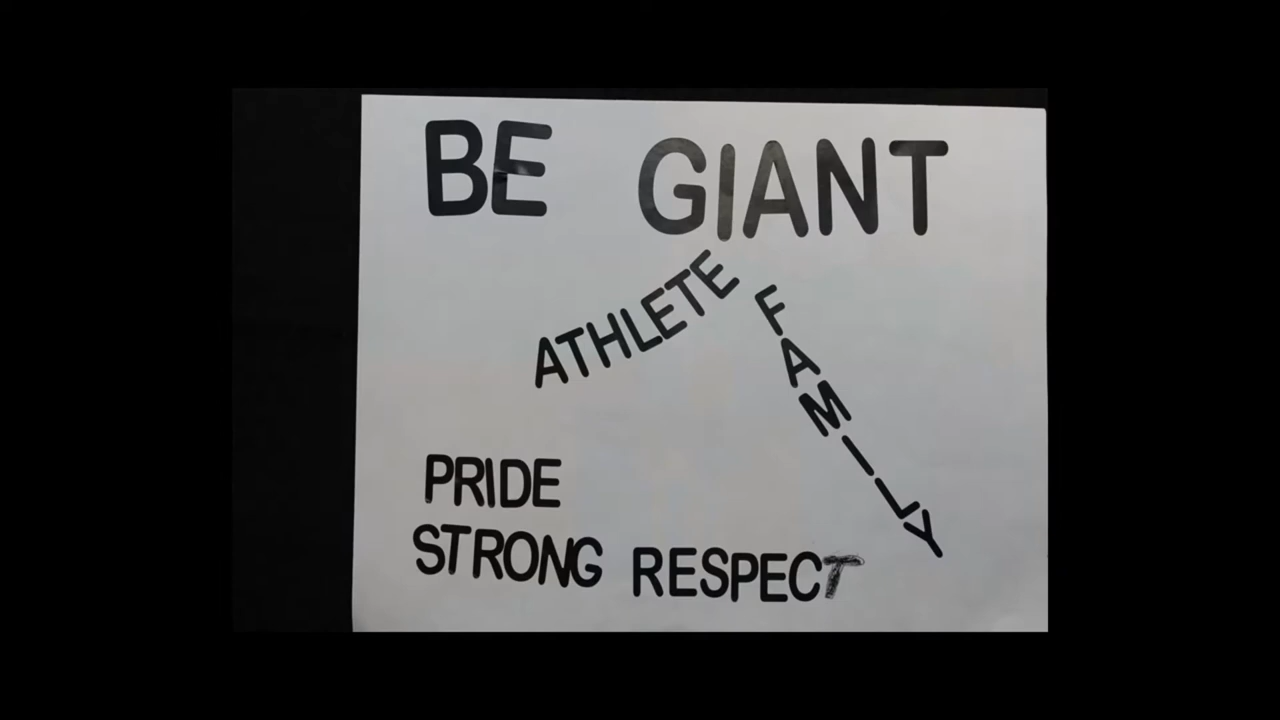 BE GIANT
ATHLETE
FAMILY
PRIDE
STRONG RESPECT